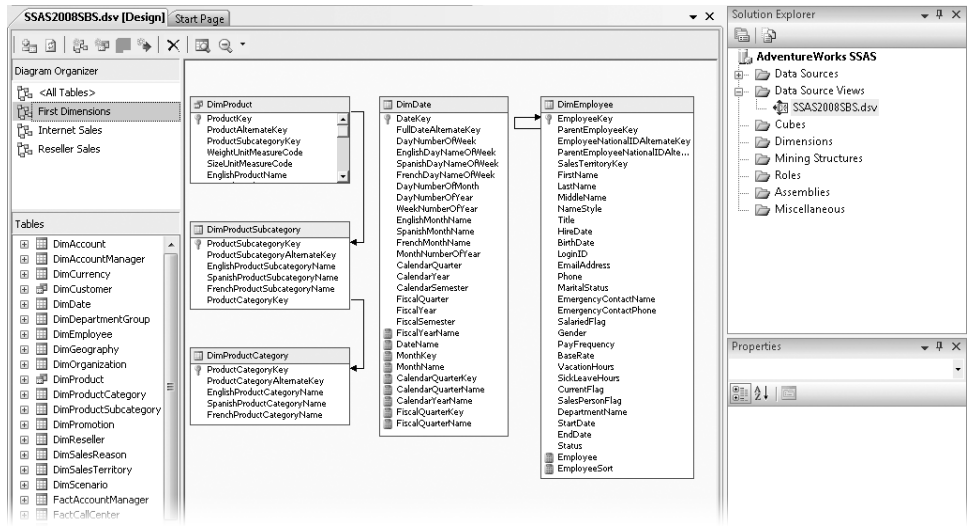 SSAS2008SBS.dsv [Design]
Start Page
Diagram Organizer
<All Tables>
First Dimensions
Internet Sales
Reseller Sales
Tables
DimAccount
DimAccountManager
DimCurrency
DimCustomer
DimDate
DimDepartmentGroup
DimEmployee
DimGeography
DimOrganization
DimProduct
DimProductCategory
DimProductSubcategory
DimPromotion
DimReseller
DimSalesReason
DimSalesTerritory
DimScenario
FactAccountManager
FactCallCenter
DimProduct
ProductKey
ProductAlternateKey
ProductSubcategoryKey
WeightUnitMeasureCode
SizeUnitMeasureCode
EnglishProductName
DimProductSubcategory
ProductSubcategoryKey
ProductSubcategoryAlternateKey
EnglishProductSubcategoryName
SpanishProductSubcategoryName
FrenchProductSubcategoryName
ProductCategoryKey
DimProductCategory
ProductCategoryKey
ProductCategoryAlternateKey
EnglishProductCategoryName
SpanishProductCategoryName
FrenchProductCategoryName
DimDate
DateKey
FullDateAlternateKey
DayNumberOfWeek
EnglishDayNameOfWeek
SpanishDayNameOfWeek
FrenchDayNameOfWeek
DayNumberOfMonth
DayNumberOfYear
WeekNumberOfYear
EnglishMonthName
SpanishMonthName
FrenchMonthName
MonthNumberOfYear
CalendarQuarter
CalendarYear
CalendarSemester
FiscalQuarter
FiscalYear
FiscalSemester
FiscalYearName
DateName
MonthKey
MonthName
CalendarQuarterKey
CalendarQuarterName
CalendarYearName
FiscalQuarterKey
FiscalQuarterName
DimEmployee
EmployeeKey
ParentEmployeeKey
EmployeeNationalIDAlternateKey
ParentEmployeeNationalIDAlte...
SalesTerritoryKey
FirstName
LastName
MiddleName
NameStyle
Title
HireDate
BirthDate
LoginID
EmailAddress
Phone
MaritalStatus
EmergencyContactName
EmergencyContactPhone
SalariedFlag
Gender
PayFrequency
BaseRate
VacationHours
SickLeaveHours
CurrentFlag
SalesPersonFlag
DepartmentName
StartDate
EndDate
Status
Employee
EmployeeSort
Solution Explorer
AdventureWorks SSAS
Data Sources
Data Source Views
SSAS2008SBS.dsv
Cubes
Dimensions
Mining Structures
Roles
Assemblies
Miscellaneous
Properties